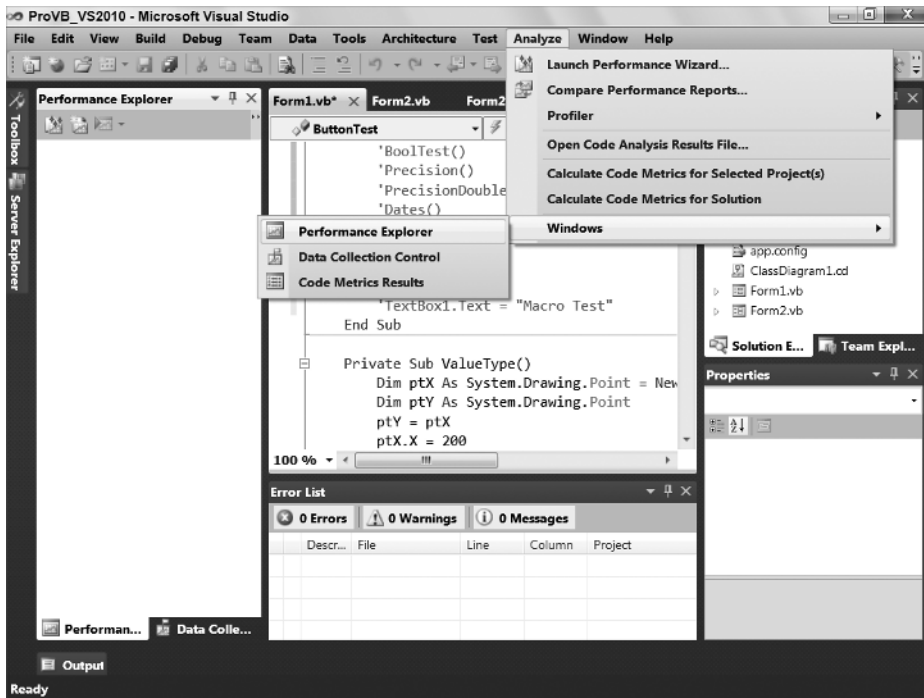 ProVB_VS2010 - Microsoft Visual Studio
File Edit View Build Debug Team Data Tools Architecture Test Analyze Window Help
Toolbox
Server Explorer
Performance Explorer
Form1.vb* Form2.vb Form2
ButtonTest
'BoolTest()
'Precision()
'PrecisionDouble
'Dates()
'TextBox1.Text = "Macro Test"
End Sub
Private Sub ValueType()
Dim ptX As System.Drawing.Point = New
Dim ptY As System.Drawing.Point
ptY = ptX
ptX.X = 200
100 %
Launch Performance Wizard...
Compare Performance Reports...
Profiler
Open Code Analysis Results File...
Calculate Code Metrics for Selected Project(s)
Calculate Code Metrics for Solution
Windows
Performance Explorer
Data Collection Control
Code Metrics Results
app.config
ClassDiagram1.cd
Form1.vb
Form2.vb
Solution E... Team Expl...
Properties
Error List
0 Errors 0 Warnings 0 Messages
Descr... File Line Column Project
Performan... Data Colle...
Output
Ready